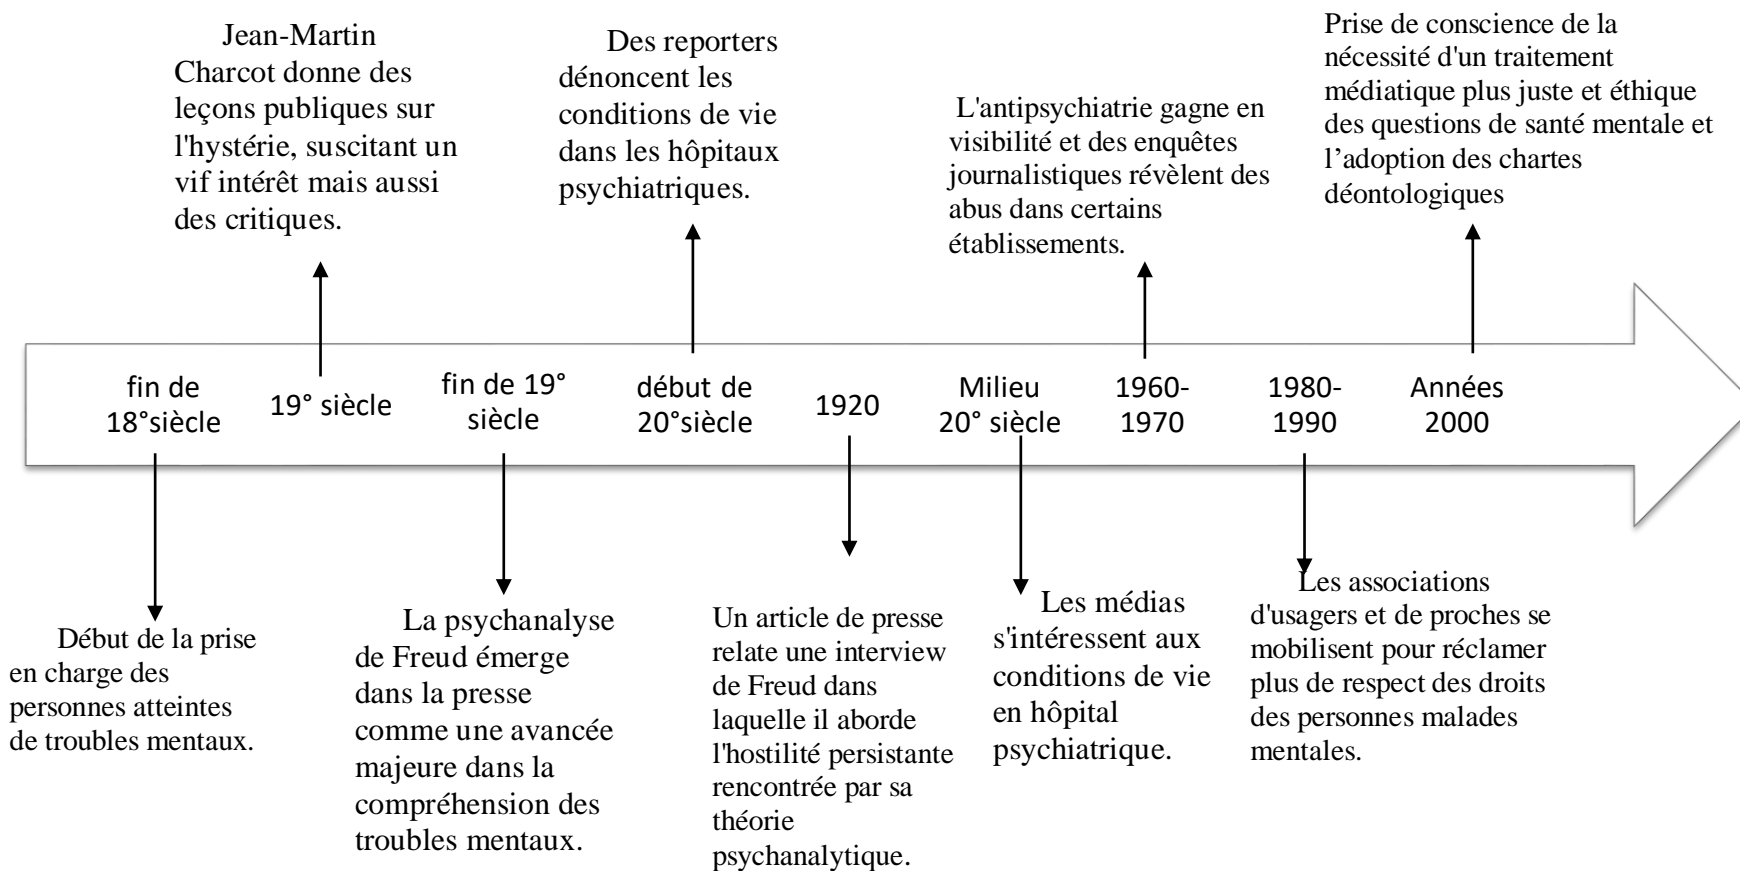 Jean-Martin
Charcot donne des
leçons publiques sur
l'hystérie, suscitant un
vif intérêt mais aussi
des critiques.
Des reporters
dénoncent les
conditions de vie
dans les hôpitaux
psychiatriques.
L'antipsychiatrie gagne en
visibilité et des enquêtes
journalistiques révèlent des
abus dans certains
établissements.
Prise de conscience de la
nécessité d'un traitement
médiatique plus juste et éthique
des questions de santé mentale et
l’adoption des chartes
déontologiques
fin de
18°siècle
19° siècle
fin de 19°
siècle
début de
20°siècle
1920
Milieu
20° siècle
1960-
1970
1980-
1990
Années
2000
Début de la prise
en charge des
personnes atteintes
de troubles mentaux.
La psychanalyse
de Freud émerge
dans la presse
comme une avancée
majeure dans la
compréhension des
troubles mentaux.
Un article de presse
relate une interview
de Freud dans
laquelle il aborde
l'hostilité persistante
rencontrée par sa
théorie
psychanalytique.
Les médias
s'intéressent aux
conditions de vie
en hôpital
psychiatrique.
Les associations
d'usagers et de proches se
mobilisent pour réclamer
plus de respect des droits
des personnes malades
mentales.